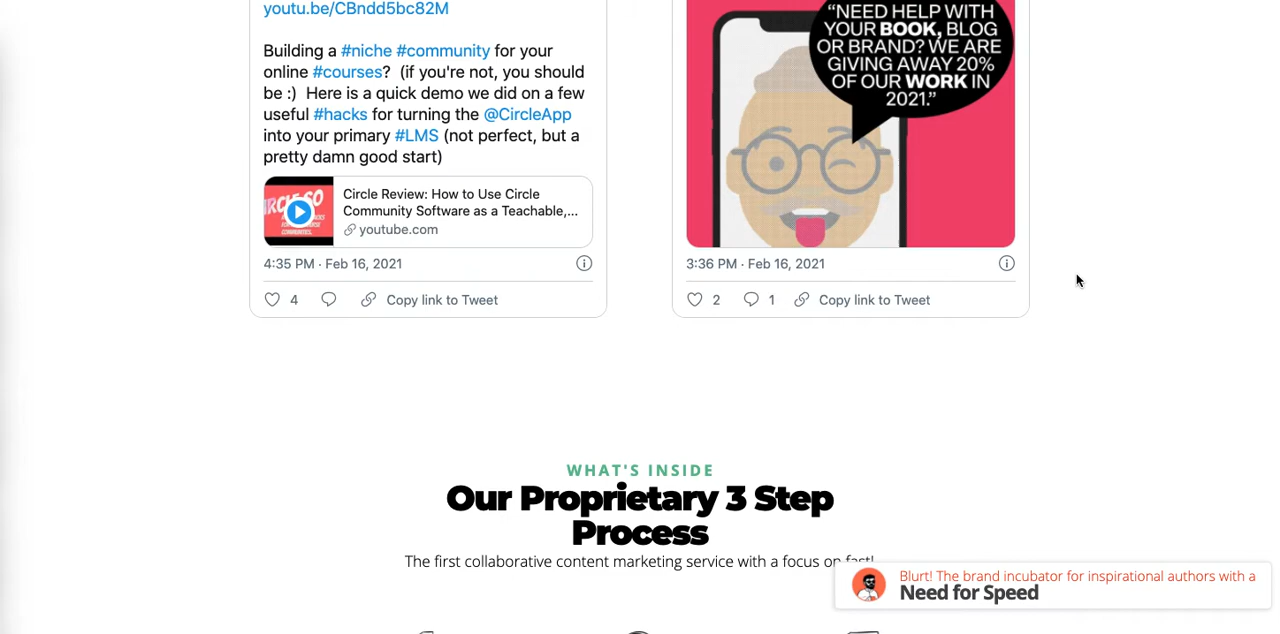 youtu.be/CBndd5bc82M
Building a #niche #community for your
online #courses?  (if you're not, you should
be :)  Here is a quick demo we did on a few
useful #hacks for turning the @CircleApp
into your primary #LMS (not perfect, but a
pretty damn good start)
Circle Review: How to Use Circle
Community Software as a Teachable,...
youtube.com
4:35 PM · Feb 16, 2021
4
Copy link to Tweet
“NEED HELP WITH
YOUR BOOK, BLOG
OR BRAND? WE ARE
GIVING AWAY 20%
OF OUR WORK IN
2021.”
3:36 PM · Feb 16, 2021
2 1 Copy link to Tweet
WHAT'S INSIDE
Our Proprietary 3 Step
Process
The first collaborative content marketing service with a focus on fast!
Blurt! The brand incubator for inspirational authors with a
Need for Speed